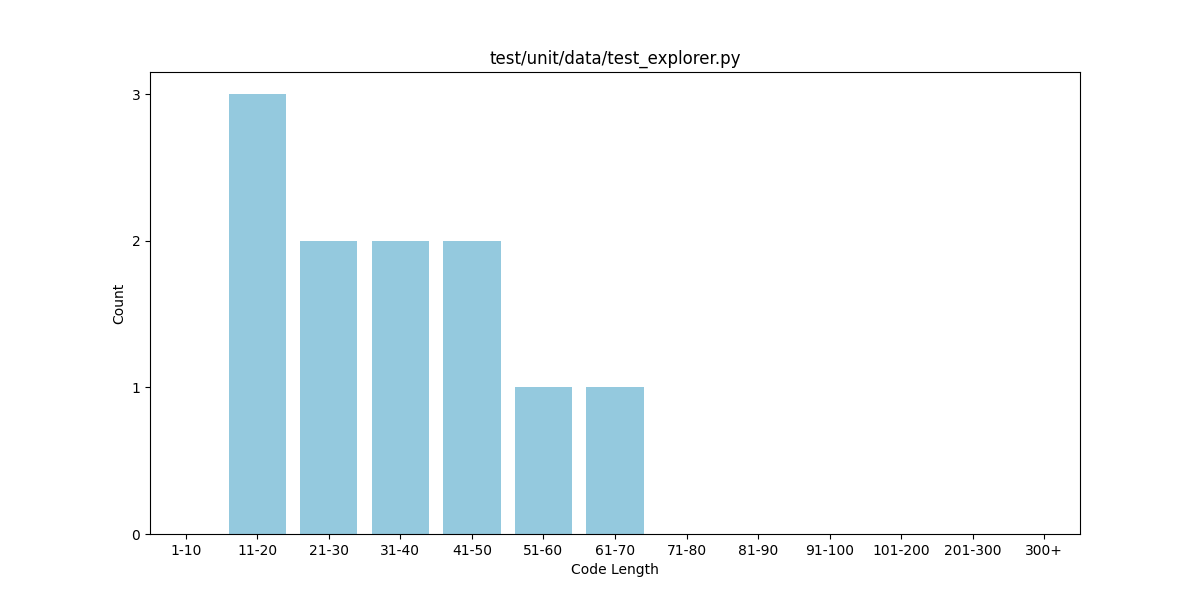 test/unit/data/test_explorer.py
Count
3
2
1
0
1-10 11-20 21-30 31-40 41-50 51-60 61-70 71-80 81-90 91-100 101-200 201-300 300+
Code Length